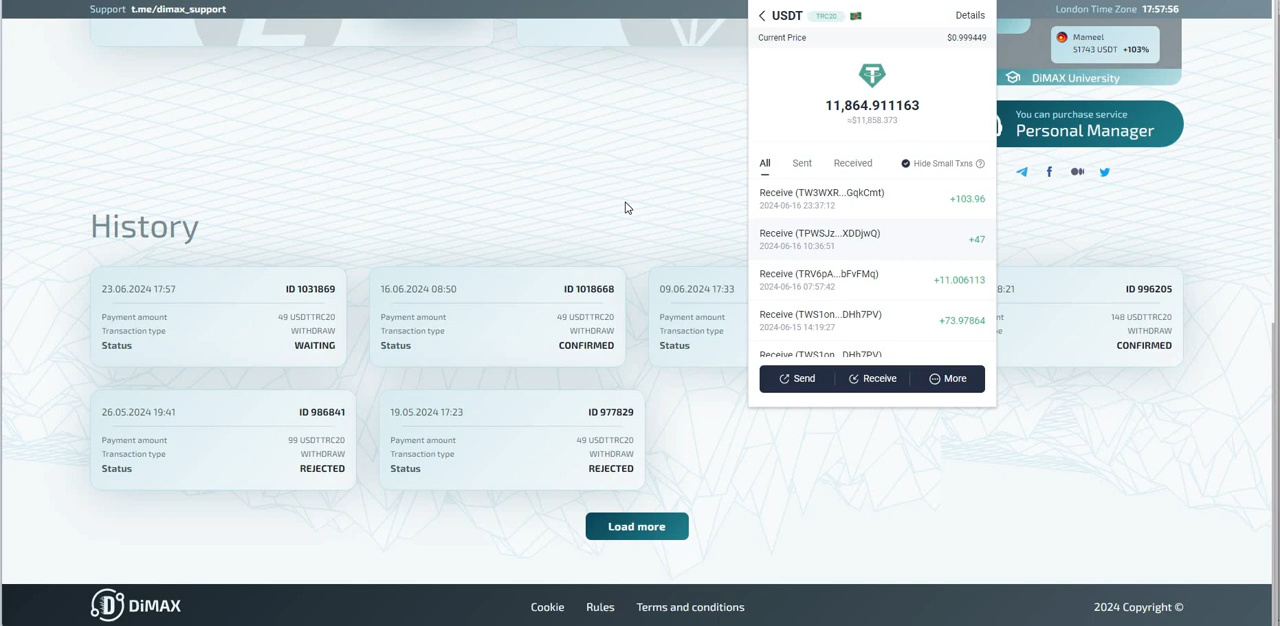 Support t.me/dimax_support
London Time Zone 17:57:56
USDT TRC20
Details
Current Price
$0.999449
11,864.911163
≈$11,858.373
All
Sent
Received
Hide Small Txns
Receive (TW3WXR...GqkCmt)
2024-06-16 23:37:12
+103.96
Receive (TPWSJz...XDDjwQ)
2024-06-16 10:36:51
+47
Receive (TRV6pA...bFvFMq)
2024-06-16 07:57:42
+11.006113
Receive (TWS1on...DHh7PV)
2024-06-15 14:19:27
+73.97864
Receive (TWS1on...DHh7PV)
Send
Receive
More
Mameel
51743 USDT +103%
DiMAX University
You can purchase service
Personal Manager
History
23.06.2024 17:57
ID 1031869
Payment amount
49 USDTTRC20
Transaction type
WITHDRAW
Status
WAITING
16.06.2024 08:50
ID 1018668
Payment amount
49 USDTTRC20
Transaction type
WITHDRAW
Status
CONFIRMED
09.06.2024 17:33
Payment amount
Transaction type
Status
8:21
ID 996205
nt
148 USDTTRC20
e
WITHDRAW
CONFIRMED
26.05.2024 19:41
ID 986841
Payment amount
99 USDTTRC20
Transaction type
WITHDRAW
Status
REJECTED
19.05.2024 17:23
ID 977829
Payment amount
49 USDTTRC20
Transaction type
WITHDRAW
Status
REJECTED
Load more
DiMAX
Cookie
Rules
Terms and conditions
2024 Copyright ©